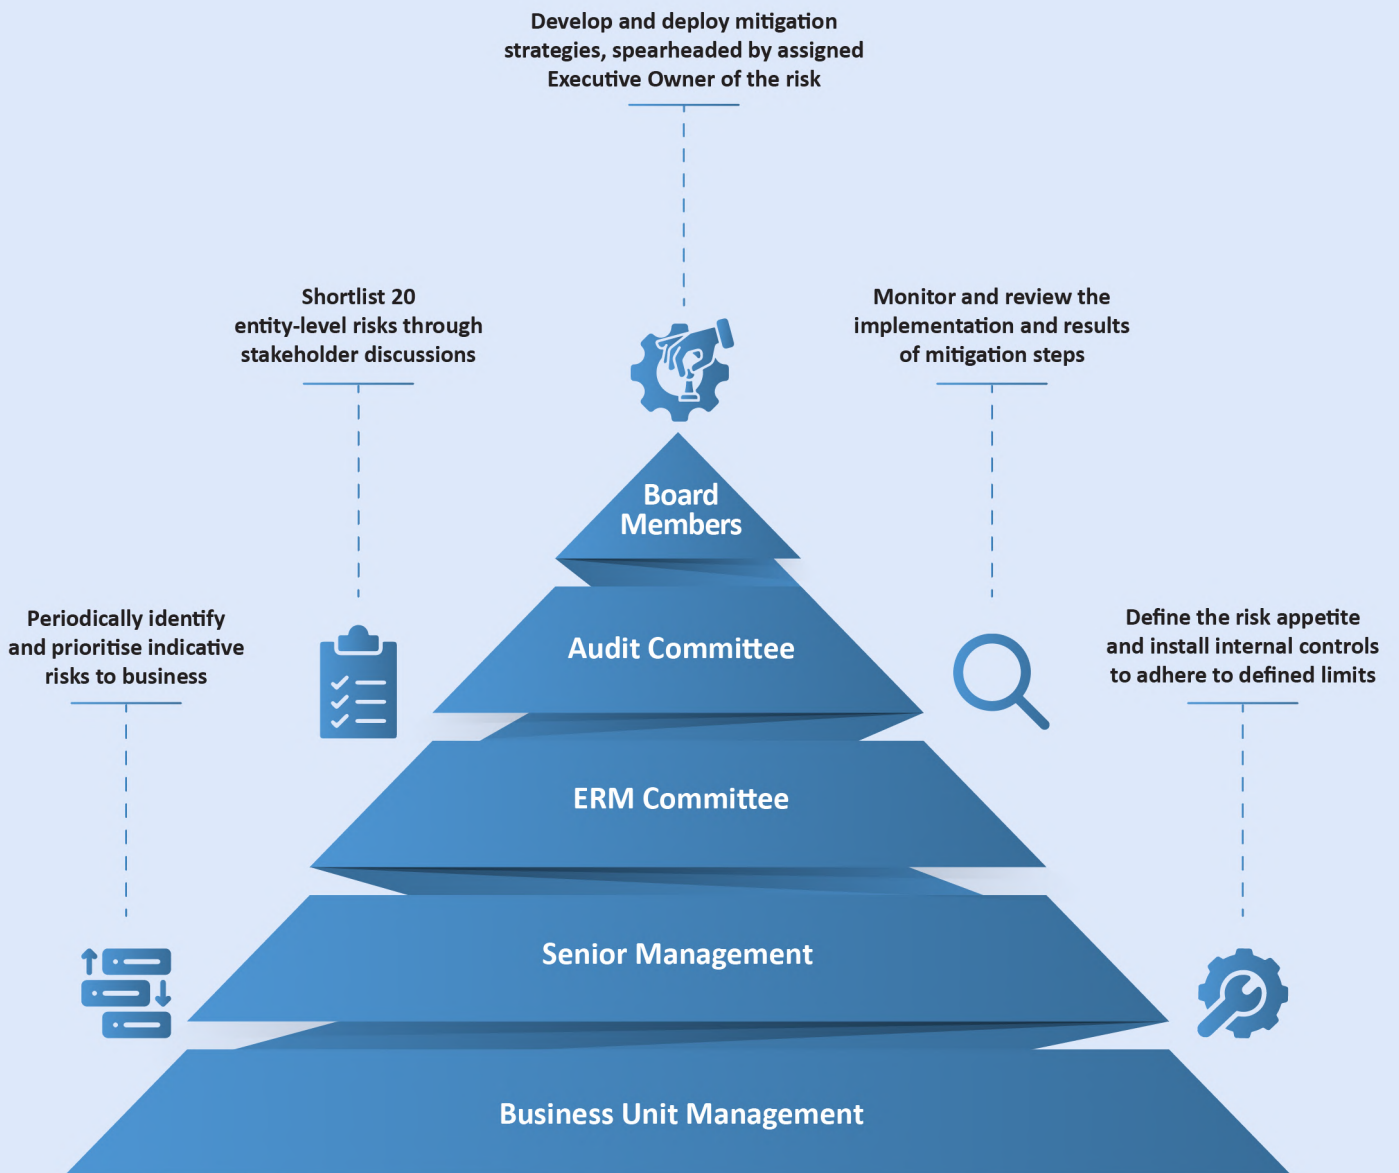 Develop and deploy mitigation
strategies, spearheaded by assigned
Executive Owner of the risk
Shortlist 20
entity-level risks through
stakeholder discussions
Monitor and review the
implementation and results
of mitigation steps
Board
Members
Periodically identify
and prioritise indicative
risks to business
Audit Committee
Define the risk appetite
and install internal controls
to adhere to defined limits
ERM Committee
Senior Management
Business Unit Management